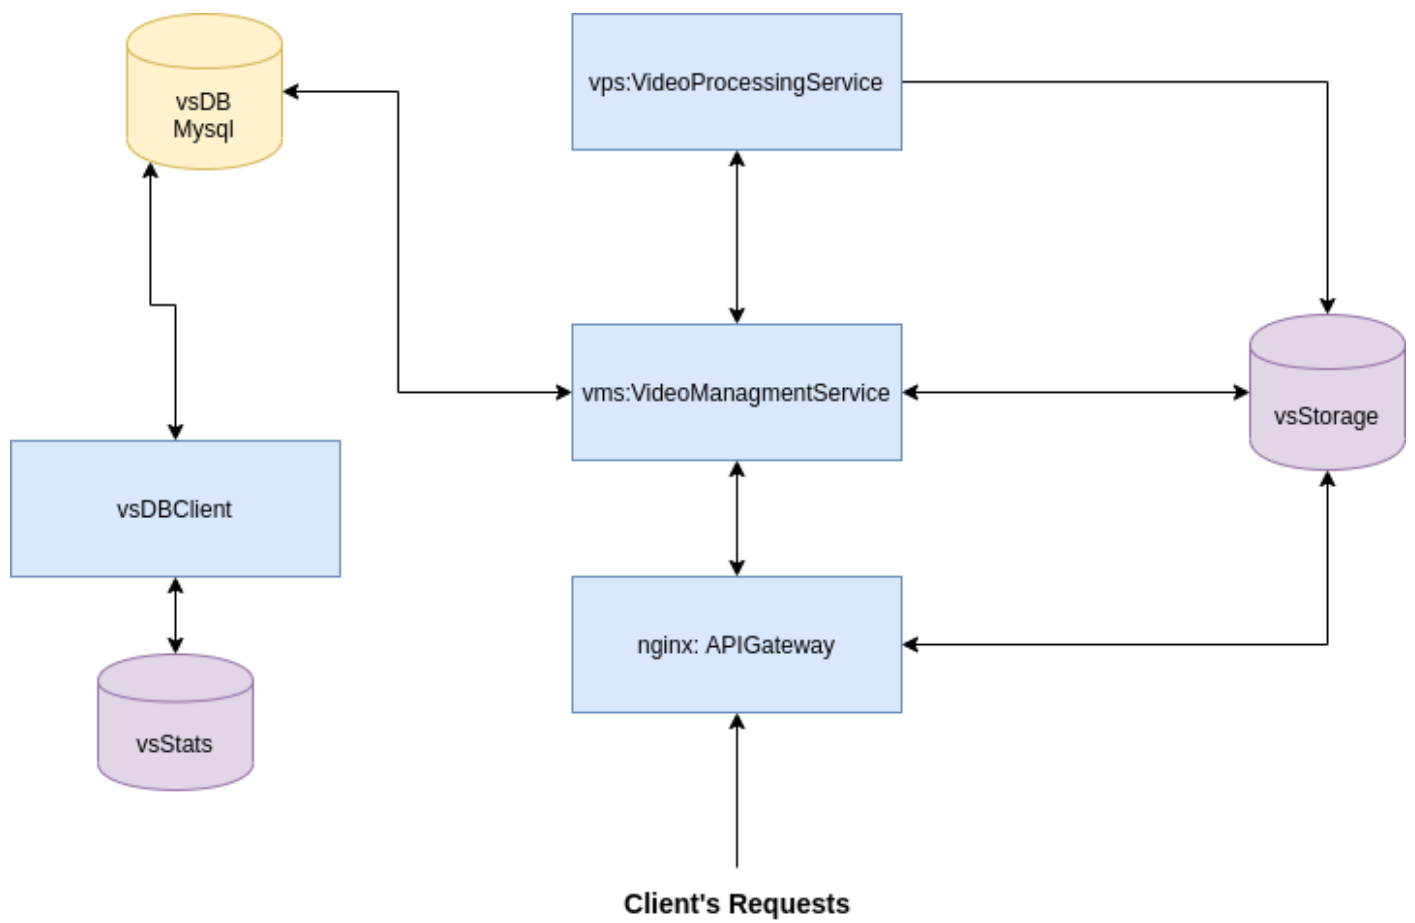 vsDB
Mysql
vps:VideoProcessingService
vms:VideoManagmentService
vsStorage
vsDBClient
nginx: APIGateway
vsStats
Client's Requests